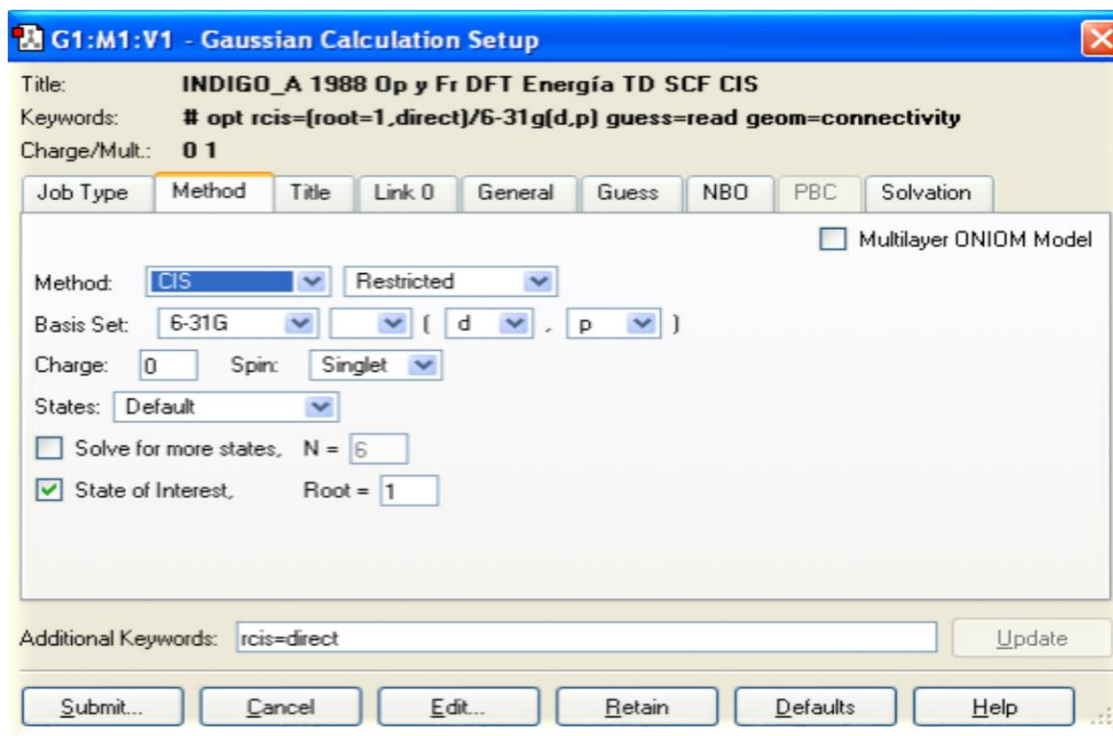 G1:M1:V1 - Gaussian Calculation Setup
Title: INDIGO_A 1988 Op y Fr DFT Energía TD SCF CIS
Keywords: # opt rcis=(root=1,direct)/6-31g(d,p) guess=read geom=connectivity
Charge/Mult.: 0 1
Job Type Method Title Link 0 General Guess NBO PBC Solvation
Multilayer ONIOM Model
Method: CIS Restricted
Basis Set: 6-31G ( d , p )
Charge: 0 Spin: Singlet
States: Default
Solve for more states, N = 6
State of Interest, Root = 1
Additional Keywords: rcis=direct Update
Submit... Cancel Edit... Retain Defaults Help